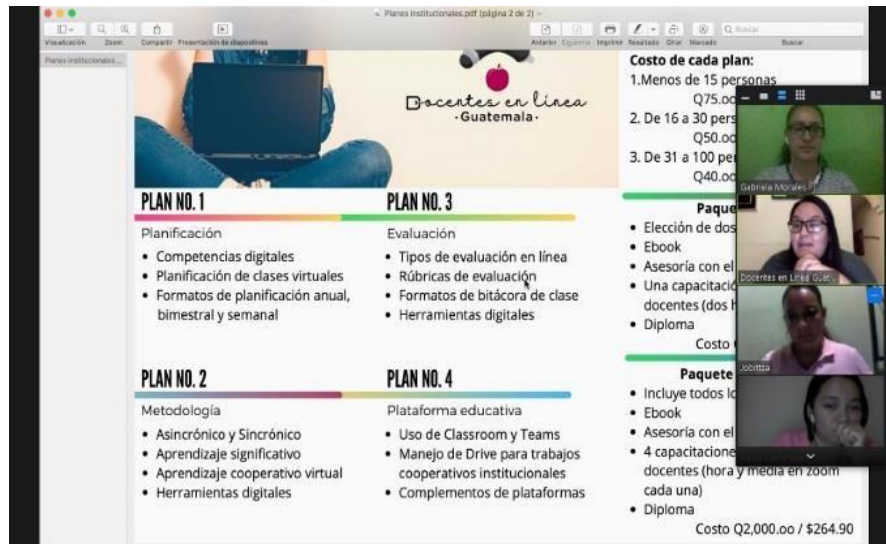 Planes institucionales.pdf (página 2 de 2)
Visualización Zoom Compartir Presentación de diapositivas Anterior Siguiente Imprimir Resaltado Girar Marcado Buscar
Buscar
Planes institucionales ...
Docentes en línea
·Guatemala·
PLAN NO. 1
Planificación
• Competencias digitales
• Planificación de clases virtuales
• Formatos de planificación anual,
bimestral y semanal
PLAN NO. 3
Evaluación
• Tipos de evaluación en línea
• Rúbricas de evaluación
• Formatos de bitácora de clase
• Herramientas digitales
PLAN NO. 2
Metodología
• Asincrónico y Sincrónico
• Aprendizaje significativo
• Aprendizaje cooperativo virtual
• Herramientas digitales
PLAN NO. 4
Plataforma educativa
• Uso de Classroom y Teams
• Manejo de Drive para trabajos
cooperativos institucionales
• Complementos de plataformas
Costo de cada plan:
1.Menos de 15 personas
Q75.oo
2. De 16 a 30 pers
Q50.oo
3. De 31 a 100 per
Q40.oo
Paque
• Elección de dos
• Ebook
• Asesoría con el
• Una capacitació
docentes (dos h
• Diploma
Costo
Paquete
• Incluye todos lo
• Ebook
• Asesoría con el
• 4 capacitacione
docentes (hora y media en zoom
cada una)
• Diploma
Costo Q2,000.oo / $264.90
Gabriela Morales
Docentes en Línea Guat...
Jobittza